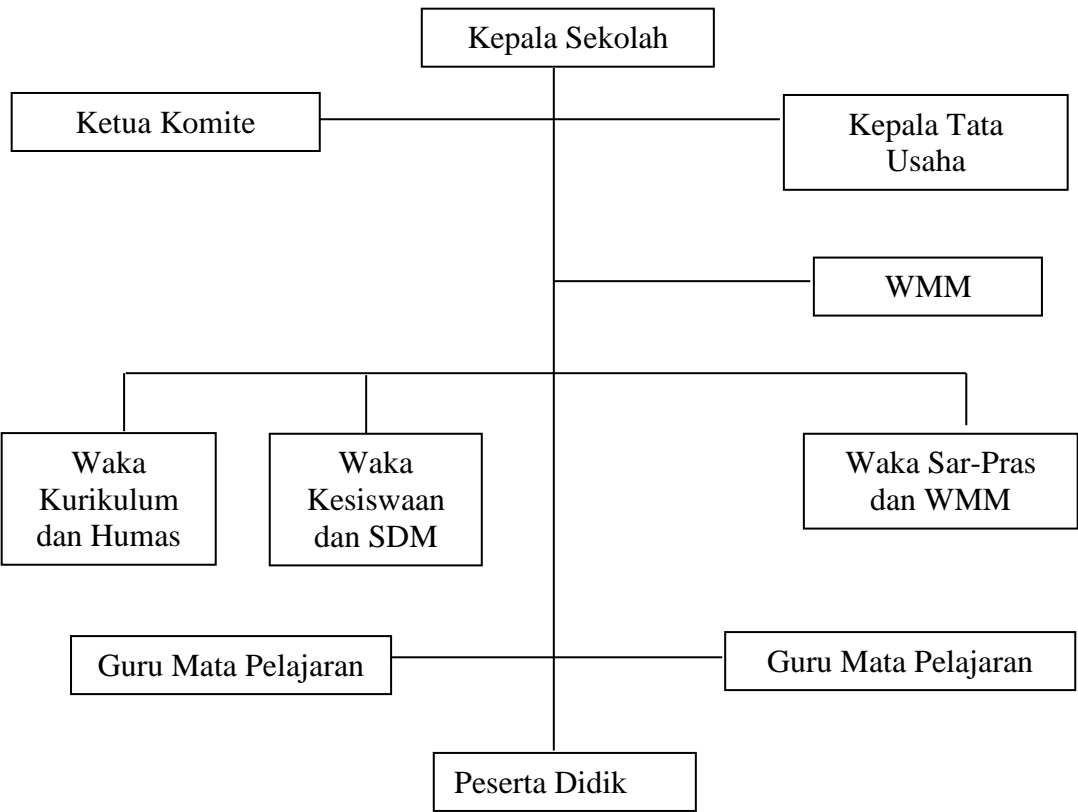 Kepala Sekolah
Ketua Komite
Kepala Tata
Usaha
WMM
Waka
Kurikulum
dan Humas
Waka
Kesiswaan
dan SDM
Waka Sar-Pras
dan WMM
Guru Mata Pelajaran
Guru Mata Pelajaran
Peserta Didik